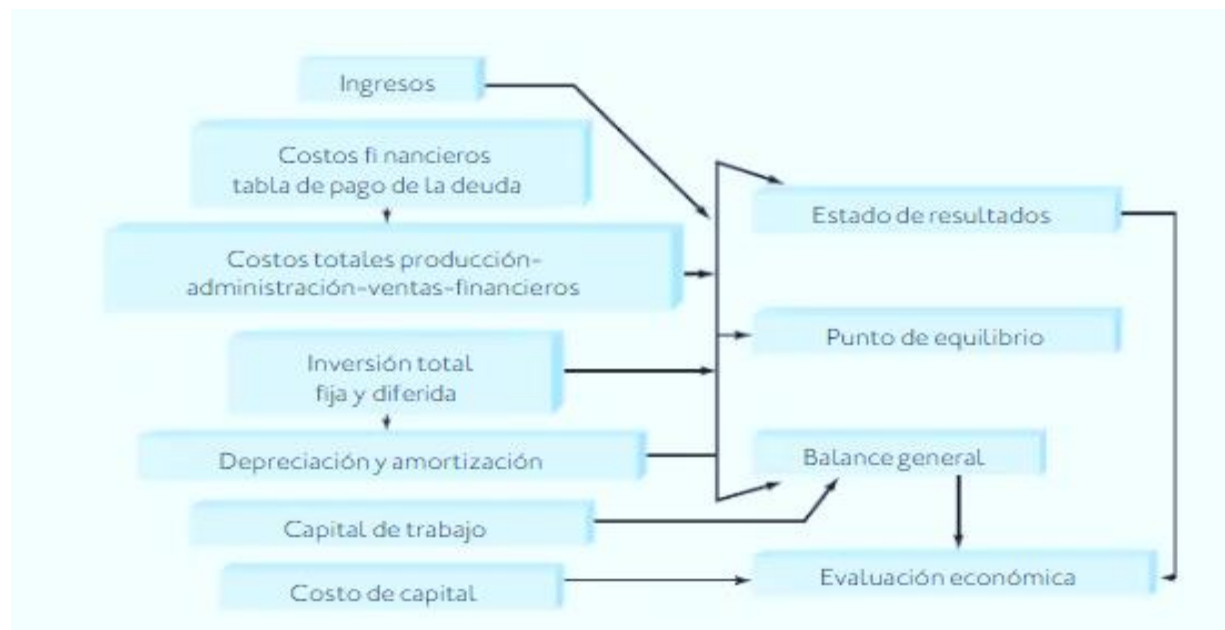 Ingresos
Costos fi nancieros
tabla de pago de la deuda
Costos totales producción-
administración-ventas-financieros
Inversión total
fija y diferida
Depreciación y amortización
Capital de trabajo
Costo de capital
Estado de resultados
Punto de equilibrio
Balance general
Evaluación económica